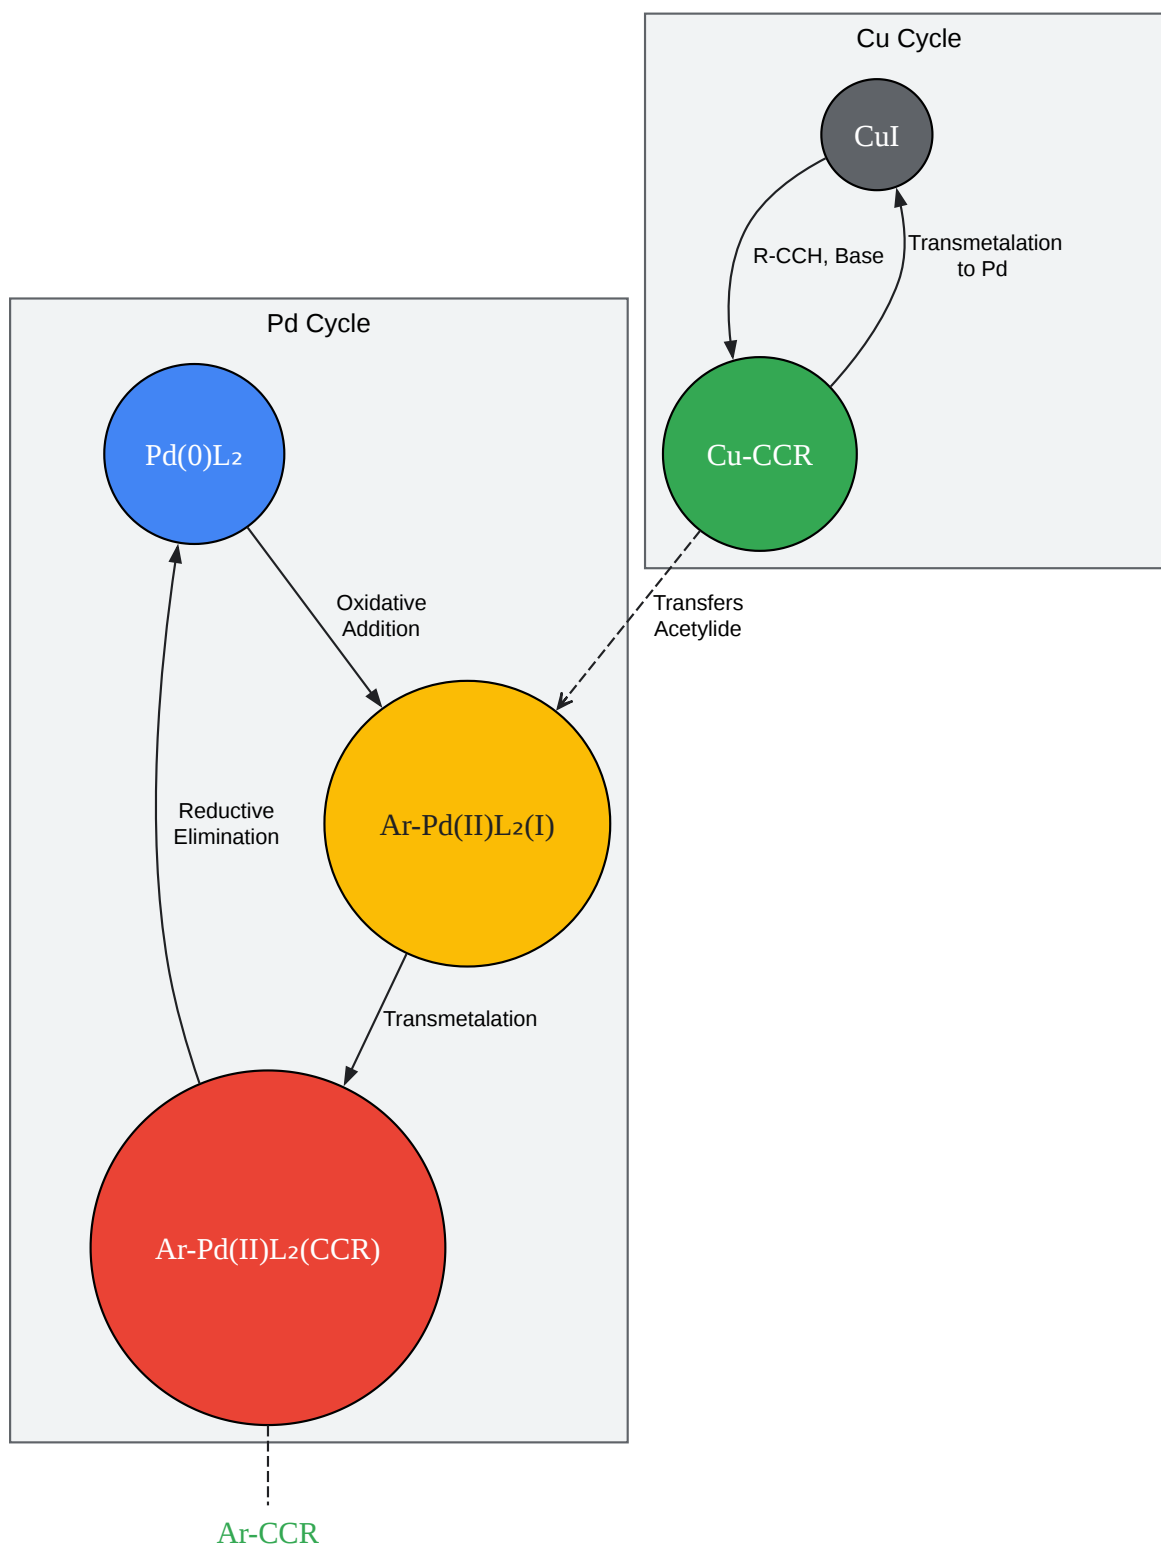 Cu Cycle
CuI
R-CCH, Base
Transmetalation
to Pd
Cu-CCR
Transfers
Acetylide
Pd Cycle
Pd(0)L₂
Oxidative
Addition
Ar-Pd(II)L₂(I)
Reductive
Elimination
Transmetalation
Ar-Pd(II)L₂(CCR)
Ar-CCR